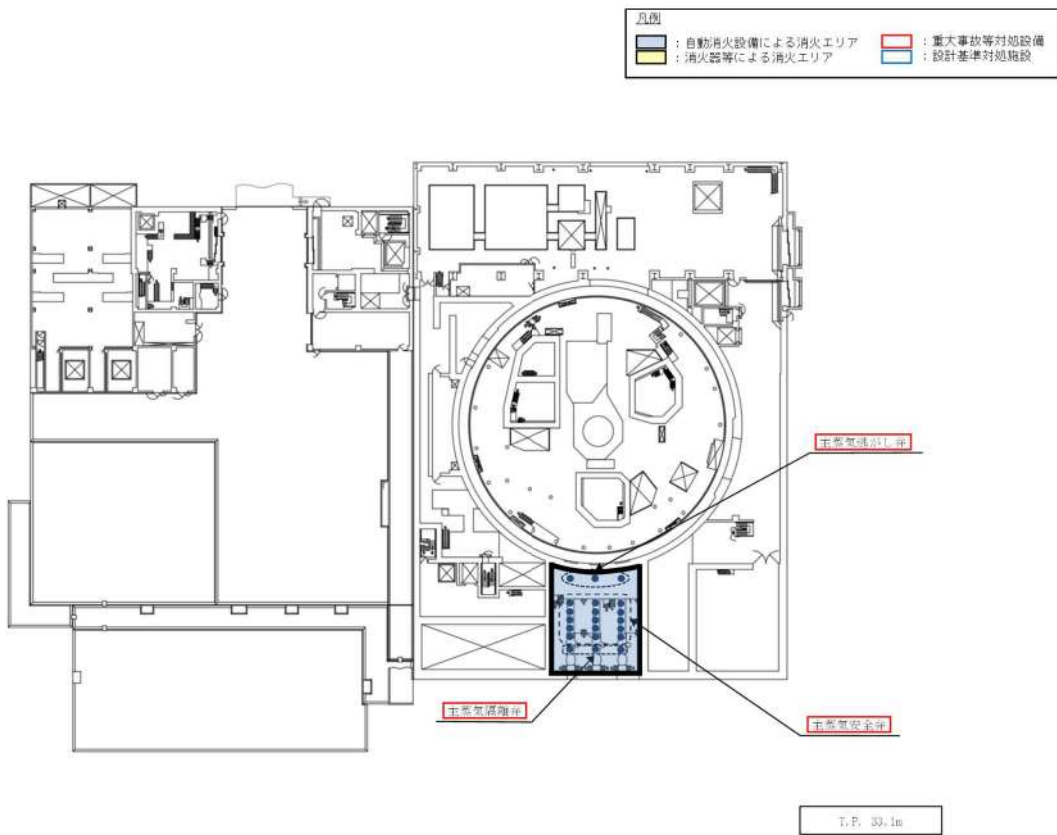 凡例
：自動消火設備による消火エリア
：重大事故等対処設備
：消火器等による消火エリア
：設計基準対処施設
主蒸気逃がし弁
主蒸気隔離弁
主蒸気安全弁
T.P. 33.1m